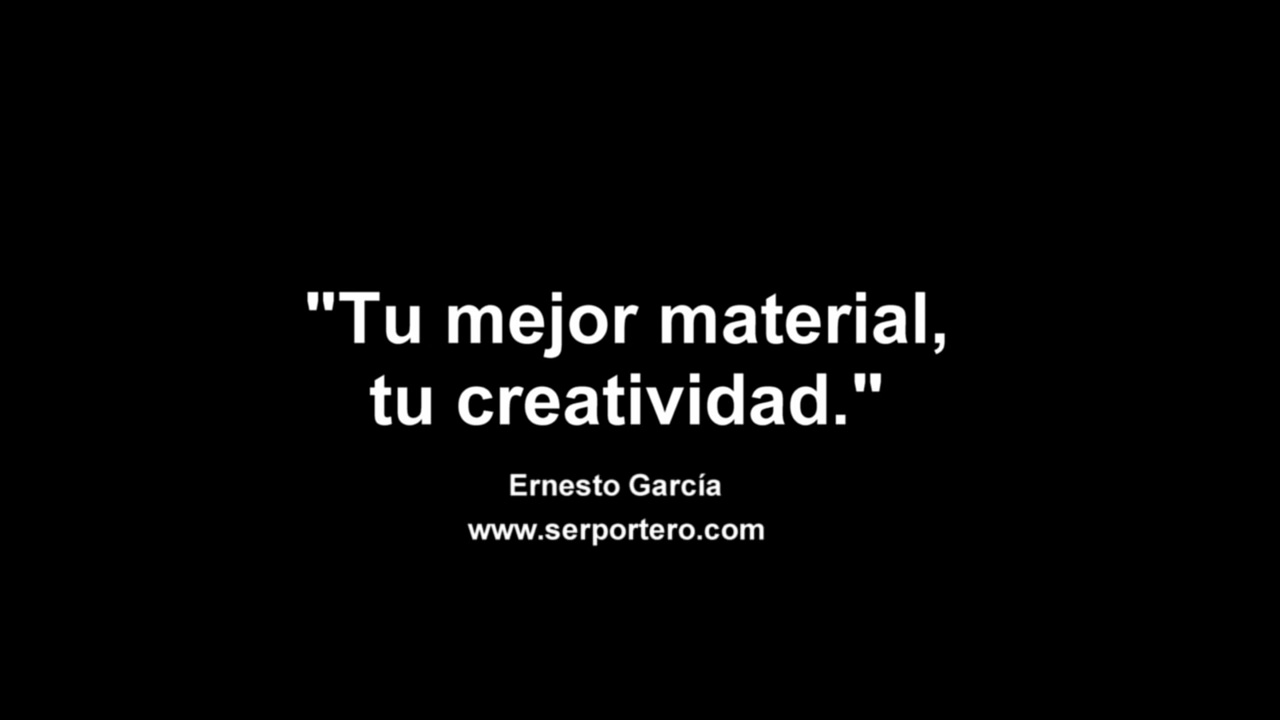 "Tu mejor material,
tu creatividad."
Ernesto García
www.serportero.com